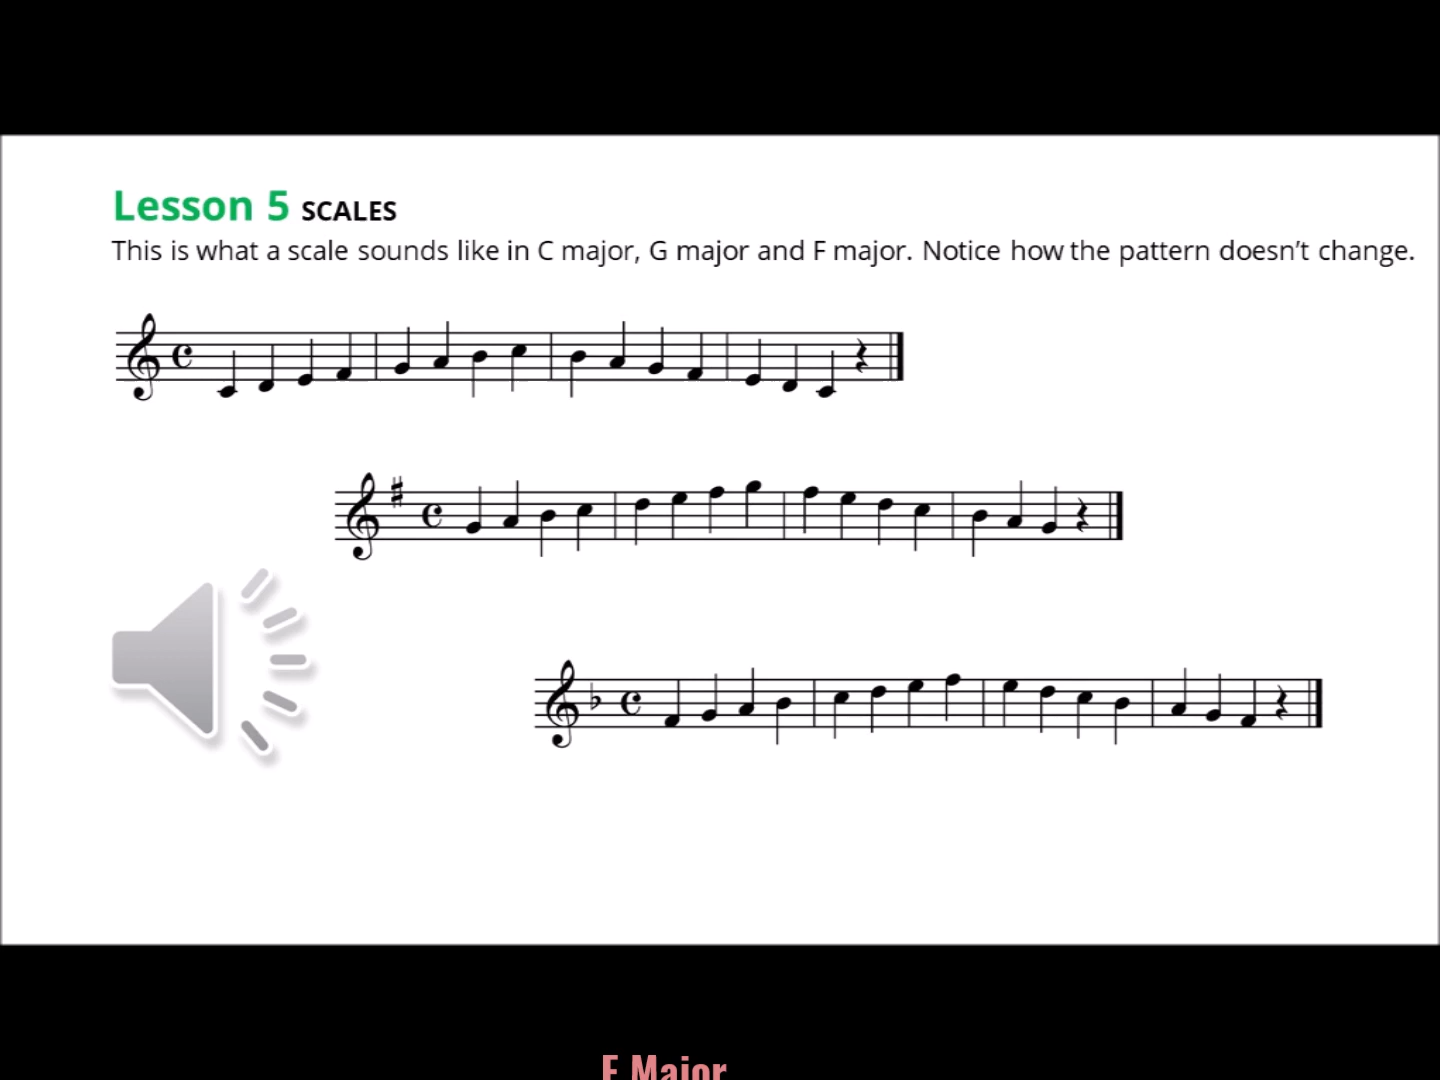 Lesson 5 SCALES
This is what a scale sounds like in C major, G major and F major. Notice how the pattern doesn't change.
F Major